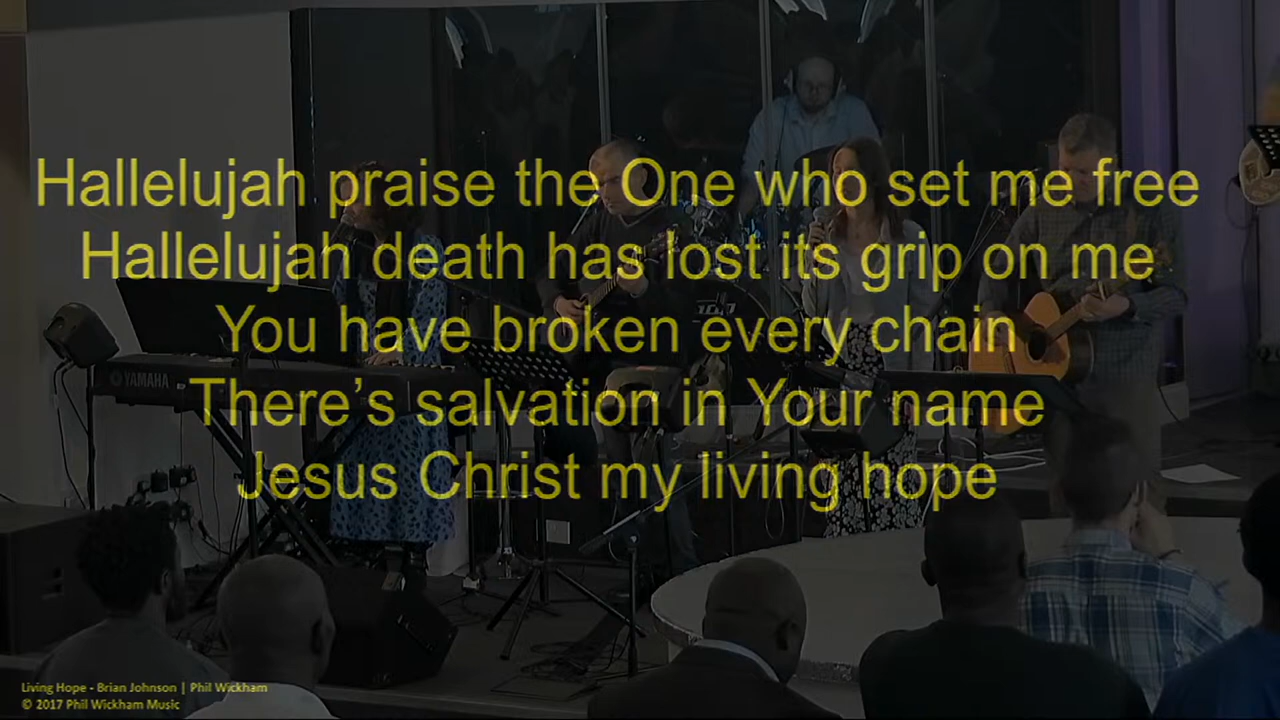 Hallelujah praise the One who set me free
Hallelujah death has lost its grip on me
You have broken every chain
There's salvation in Your name
Jesus Christ my living hope
YAMAHA
Living Hope - Brian Johnson | Phil Wickham
© 2017 Phil Wickham Music